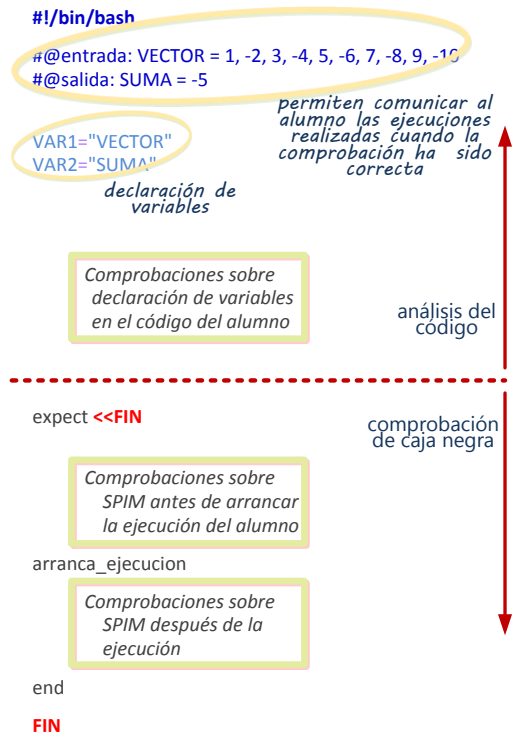 #!/bin/bash
#@entrada: VECTOR = 1, -2, 3, -4, 5, -6, 7, -8, 9, -10
#@salida: SUMA = -5
permiten comunicar al
alumno las ejecuciones
realizadas cuando la
comprobación ha sido
correcta
VAR1="VECTOR"
VAR2="SUMA"
declaración de
variables
Comprobaciones sobre
declaración de variables
en el código del alumno
análisis del
código
expect <<FIN
comprobación
de caja negra
Comprobaciones sobre
SPIM antes de arrancar
la ejecución del alumno
arranca_ejecucion
Comprobaciones sobre
SPIM después de la
ejecución
end
FIN